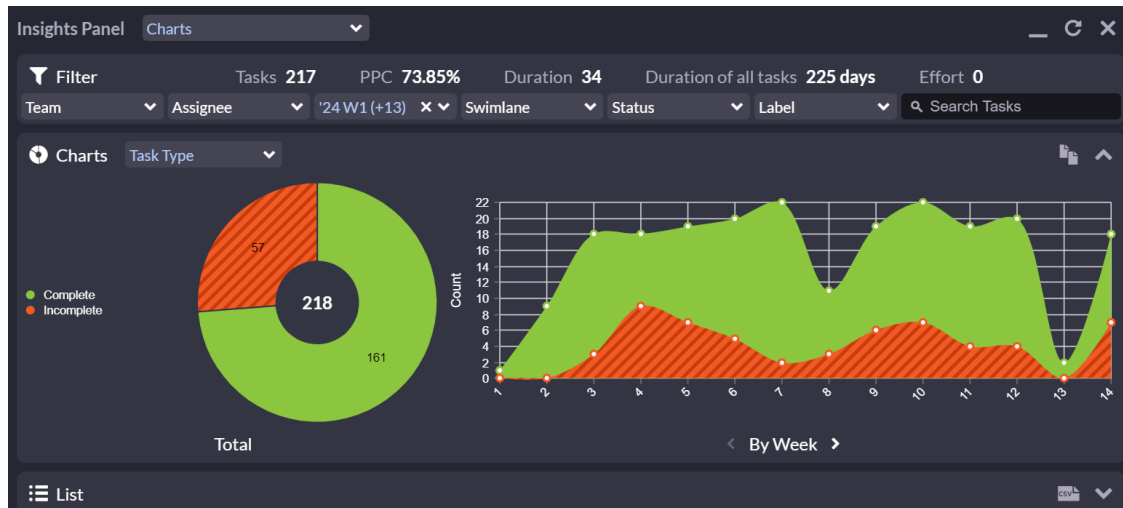 Insights Panel Charts
Filter Tasks 217 PPC 73.85% Duration 34 Duration of all tasks 225 days Effort 0
Team Assignee '24 W1 (+13) Swimlane Status Label Search Tasks
Charts Task Type
57
218
161
Complete
Incomplete
Total
Count
22
20
18
16
14
12
10
8
6
4
2
0
1 2 3 4 5 6 7 8 9 10 11 12 13 14
By Week
List CSV